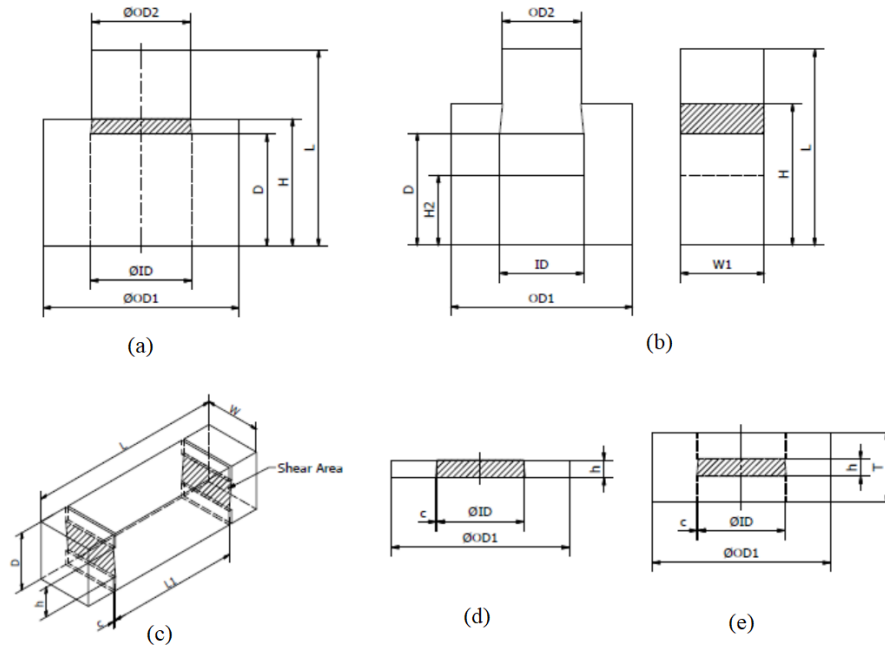 ØOD2
L
H
D
ØID
ØOD1
(a)
OD2
D
H2
ID
OD1
L
H
W1
(b)
L
W
Shear Area
D
h
c
L1
(c)
h
c
ØID
ØOD1
(d)
h
T
c
ØID
ØOD1
(e)